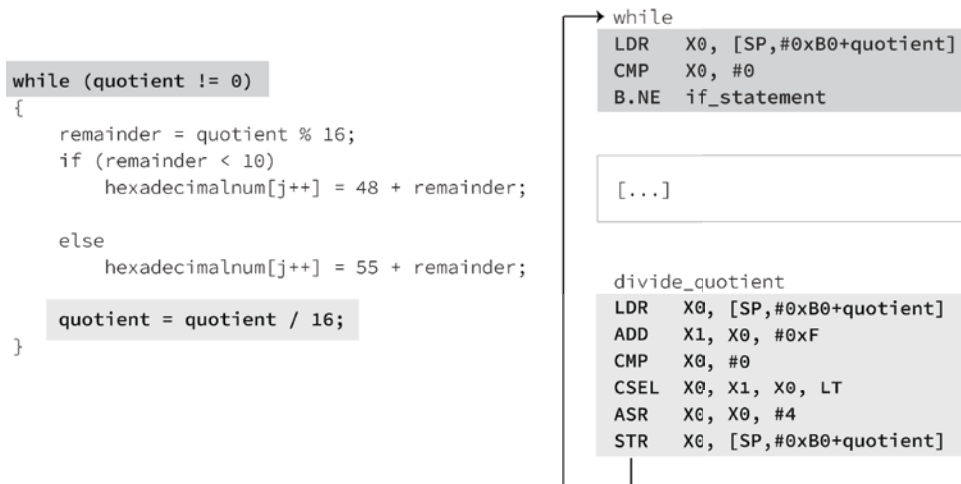 while (quotient != 0)
{
    remainder = quotient % 16;
    if (remainder < 10)
        hexadecimalnum[j++] = 48 + remainder;
    else
        hexadecimalnum[j++] = 55 + remainder;
    quotient = quotient / 16;
}
while
LDR X0, [SP,#0xB0+quotient]
CMP X0, #0
B.NE if_statement
[...]
divide_quotient
LDR X0, [SP,#0xB0+quotient]
ADD X1, X0, #0xF
CMP X0, #0
CSEL X0, X1, X0, LT
ASR X0, X0, #4
STR X0, [SP,#0xB0+quotient]